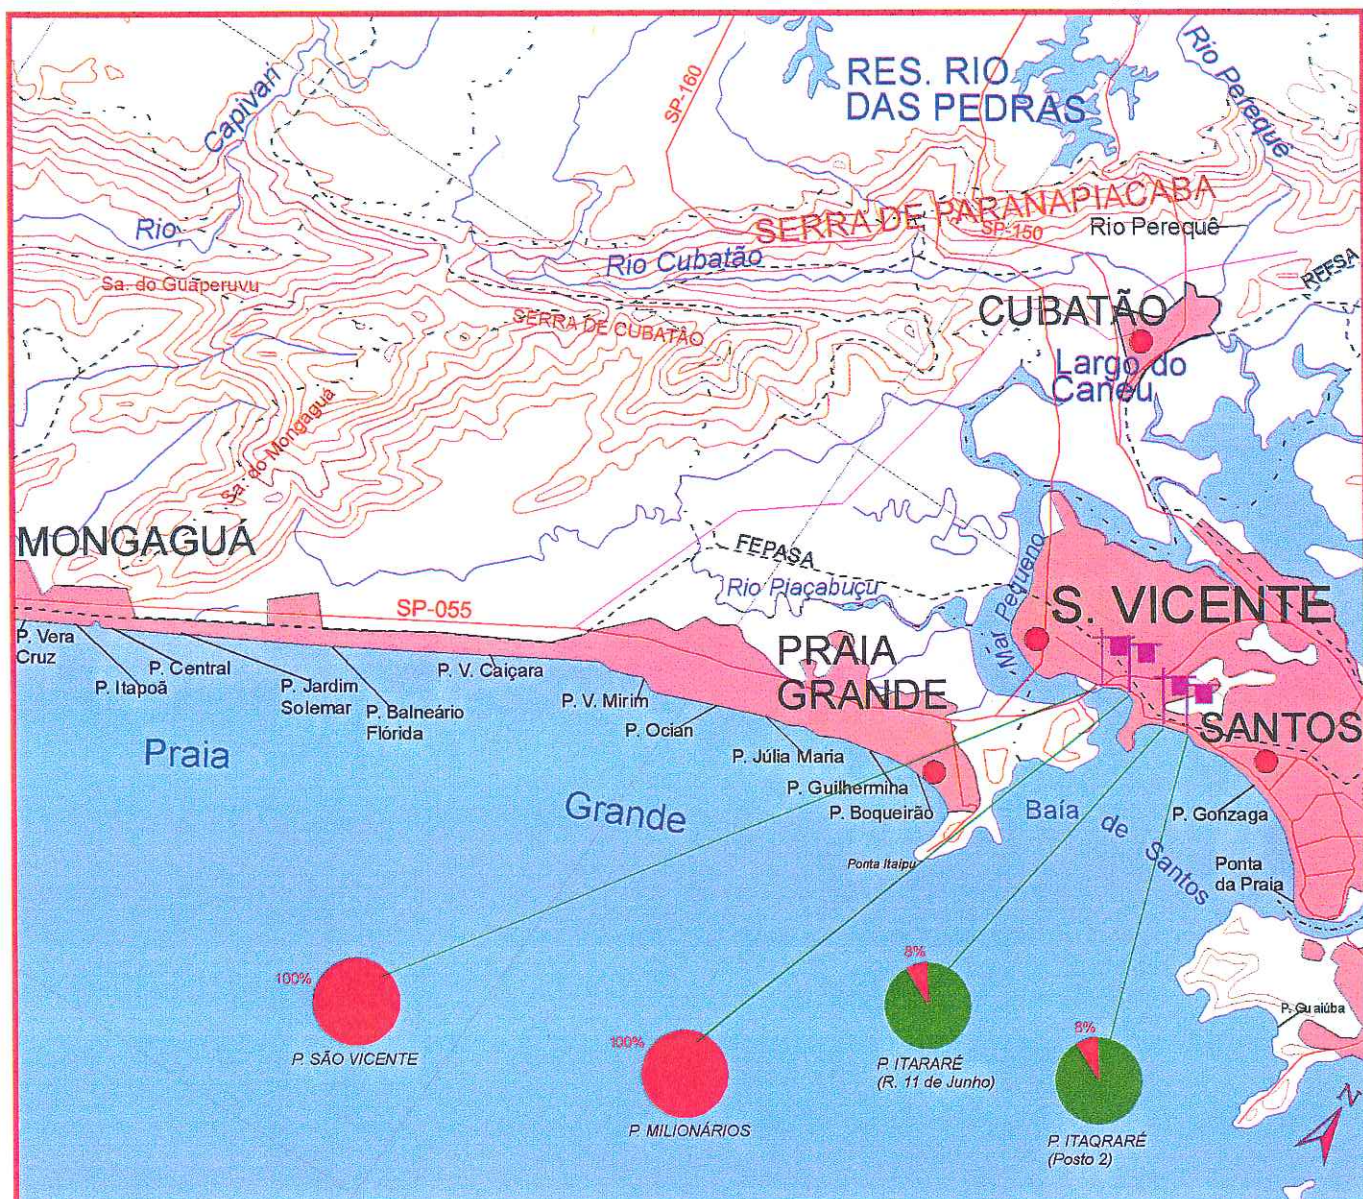 Rio Perequê
RES. RIO
DAS PEDRAS
SP-160
Capivari
Rio
SERRA DE PARANAPIACABA
SP-150
Rio Perequê
Rio Cubatão
Sa. do Guaperuvu
SERRA DE CUBATÃO
CUBATÃO
RFFSA
Largo do
Caneu
Sa. do Mongaguá
MONGAGUÁ
FEPASA
Rio Piaçabuçu
Mar Pequeno
S. VICENTE
SP-055
P. Vera
Cruz
P. Itapoã
P. Central
P. Jardim
Solemar
P. Balneário
Flórida
P. V. Caiçara
P. V. Mirim
P. Ocian
P. Júlia Maria
P. Guilhermina
P. Boqueirão
PRAIA
GRANDE
SANTOS
P. Gonzaga
Praia
Grande
Baía de Santos
Ponta Itaipu
Ponta
da Praia
P. Guaiúba
100%
P. SÃO VICENTE
100%
P. MILIONÁRIOS
8%
P. ITARARÉ
(R. 11 de Junho)
8%
P. ITAQRARÉ
(Posto 2)
N